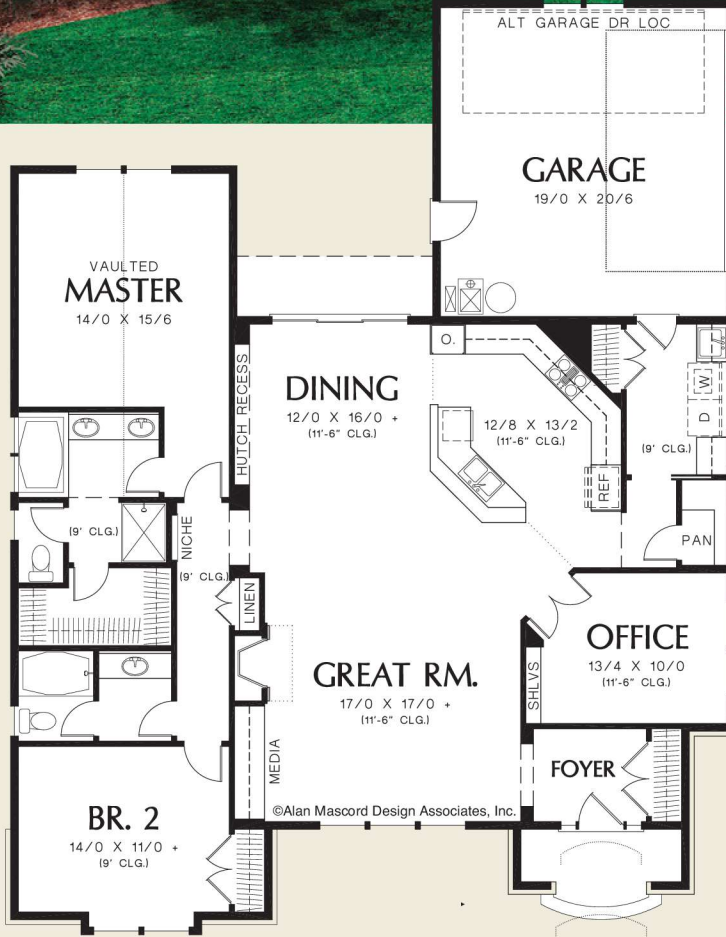 ALT GARAGE DR LOC
GARAGE
19/0 X 20/6
VAULTED
MASTER
14/0 X 15/6
HUTCH RECESS
DINING
12/0 X 16/0 +
(11'-6" CLG.)
O.
12/8 X 13/2
(11'-6" CLG.)
REF
W
D
(9' CLG.)
PAN
(9' CLG.)
NICHE
(9' CLG.)
LINEN
OFFICE
13/4 X 10/0
(11'-6" CLG.)
SHLVS
GREAT RM.
17/0 X 17/0 +
(11'-6" CLG.)
MEDIA
FOYER
©Alan Mascord Design Associates, Inc.
BR. 2
14/0 X 11/0 +
(9' CLG.)